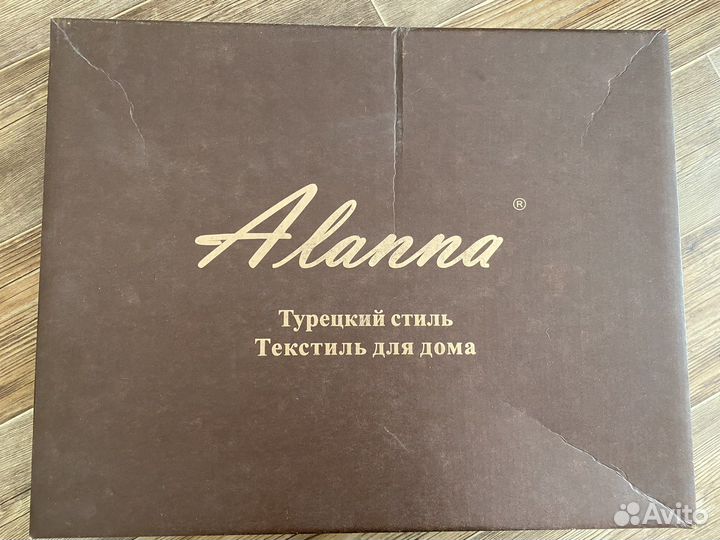 Alanna ®
Турецкий стиль
Текстиль для дома
Avito